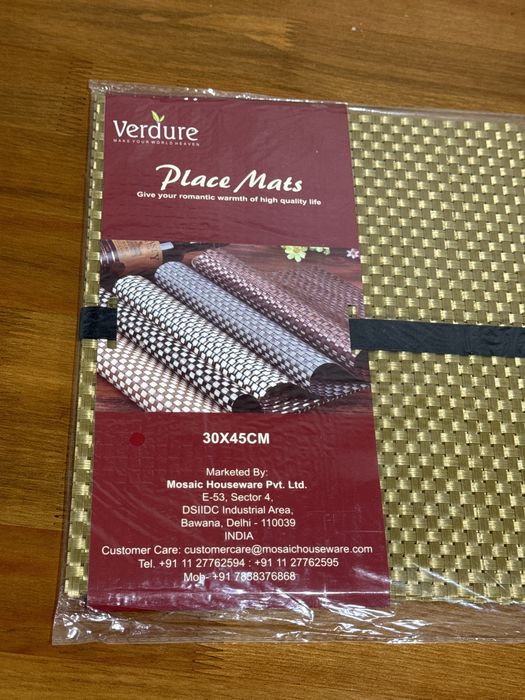 Verdure
MAKE YOUR WORLD HEAVEN
Place Mats
Give your romantic warmth of high quality life
30X45CM
Marketed By:
Mosaic Houseware Pvt. Ltd.
E-53, Sector 4,
DSIIDC Industrial Area,
Bawana, Delhi - 110039
INDIA
Customer Care: customercare@mosaichouseware.com
Tel. +91 11 27762594 : +91 11 27762595
Mob- +91 7838376868